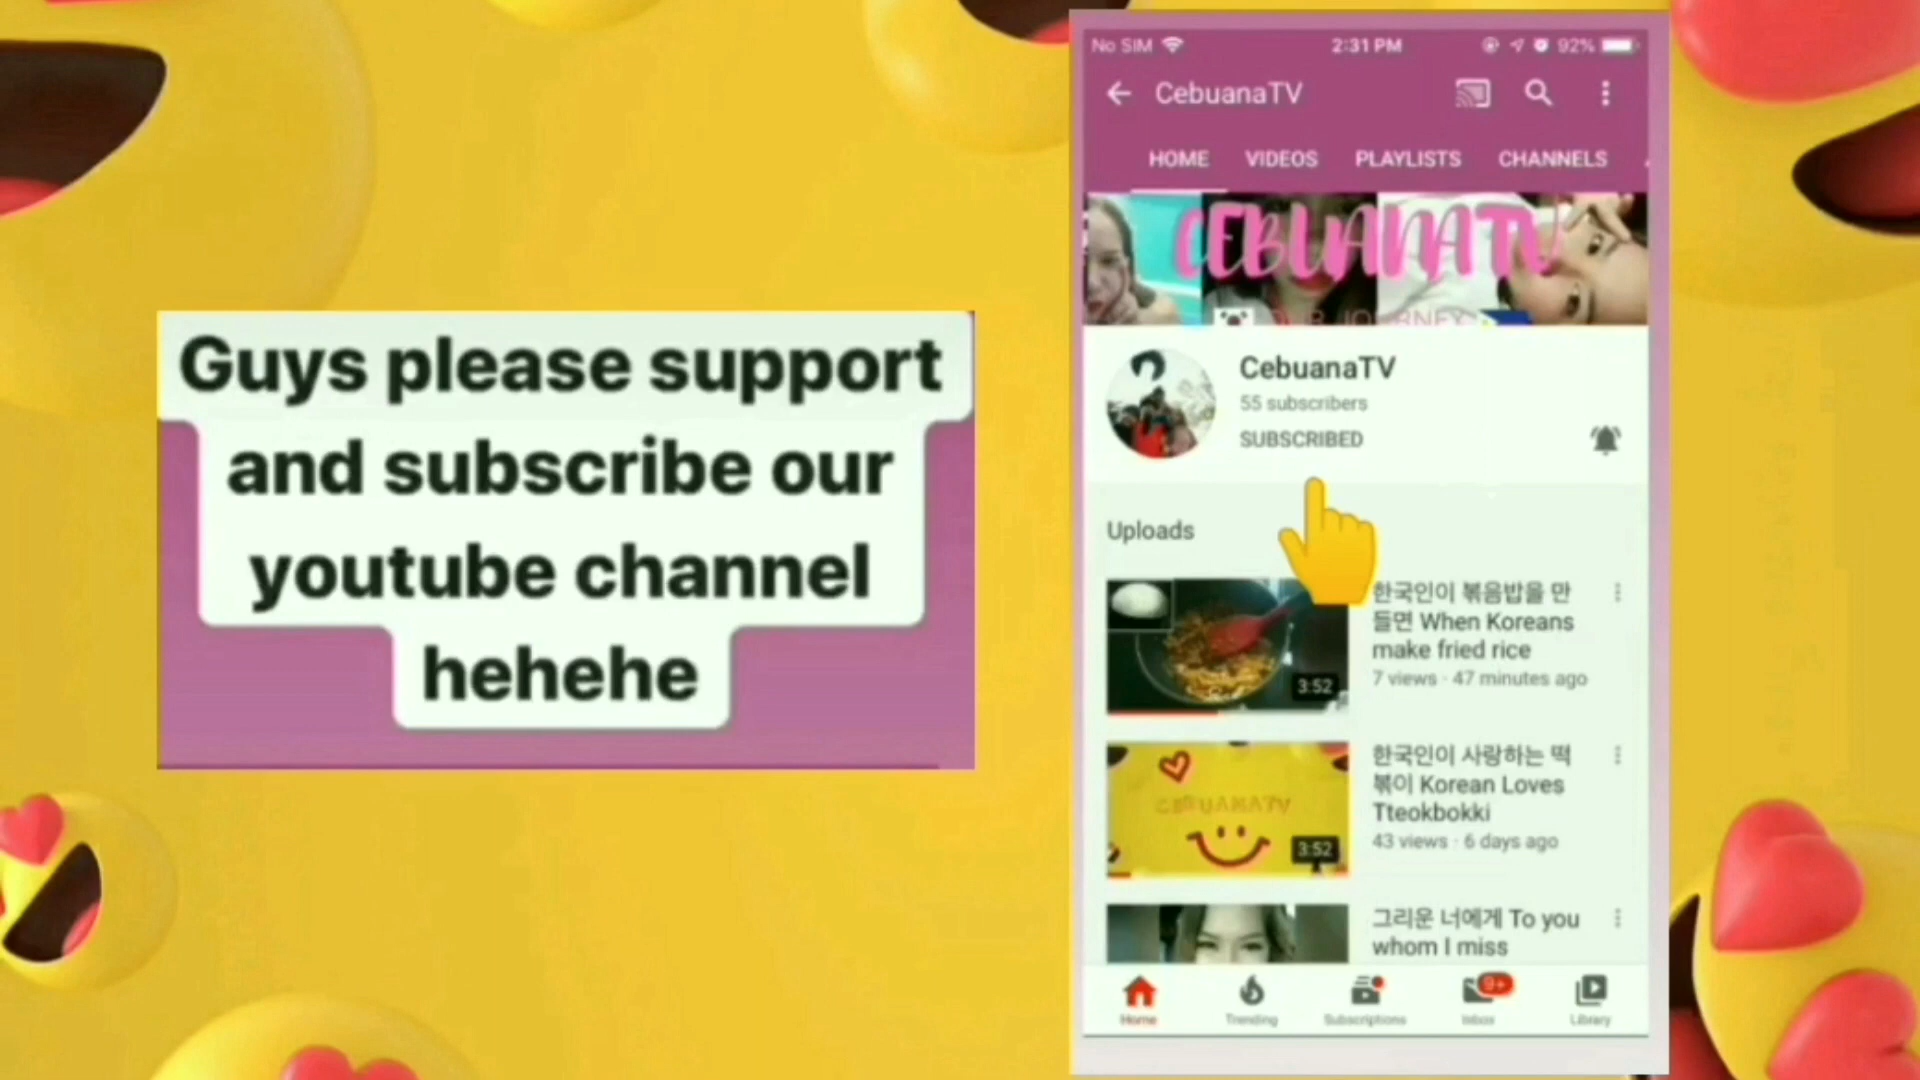 Guys please support
and subscribe our
youtube channel
hehehe
No SIM
2:31 PM
92%
CebuanaTV
HOME
VIDEOS
PLAYLISTS
CHANNELS
CEBUANATV
OUR JOURNEY
CebuanaTV
55 subscribers
SUBSCRIBED
Uploads
3:52
한국인이 볶음밥을 만
들면 When Koreans
make fried rice
7 views · 47 minutes ago
CEBUANATV
3:52
한국인이 사랑하는 떡
볶이 Korean Loves
Tteokbokki
43 views · 6 days ago
그리운 너에게 To you
whom I miss
9+
Home
Trending
Subscriptions
Inbox
Library